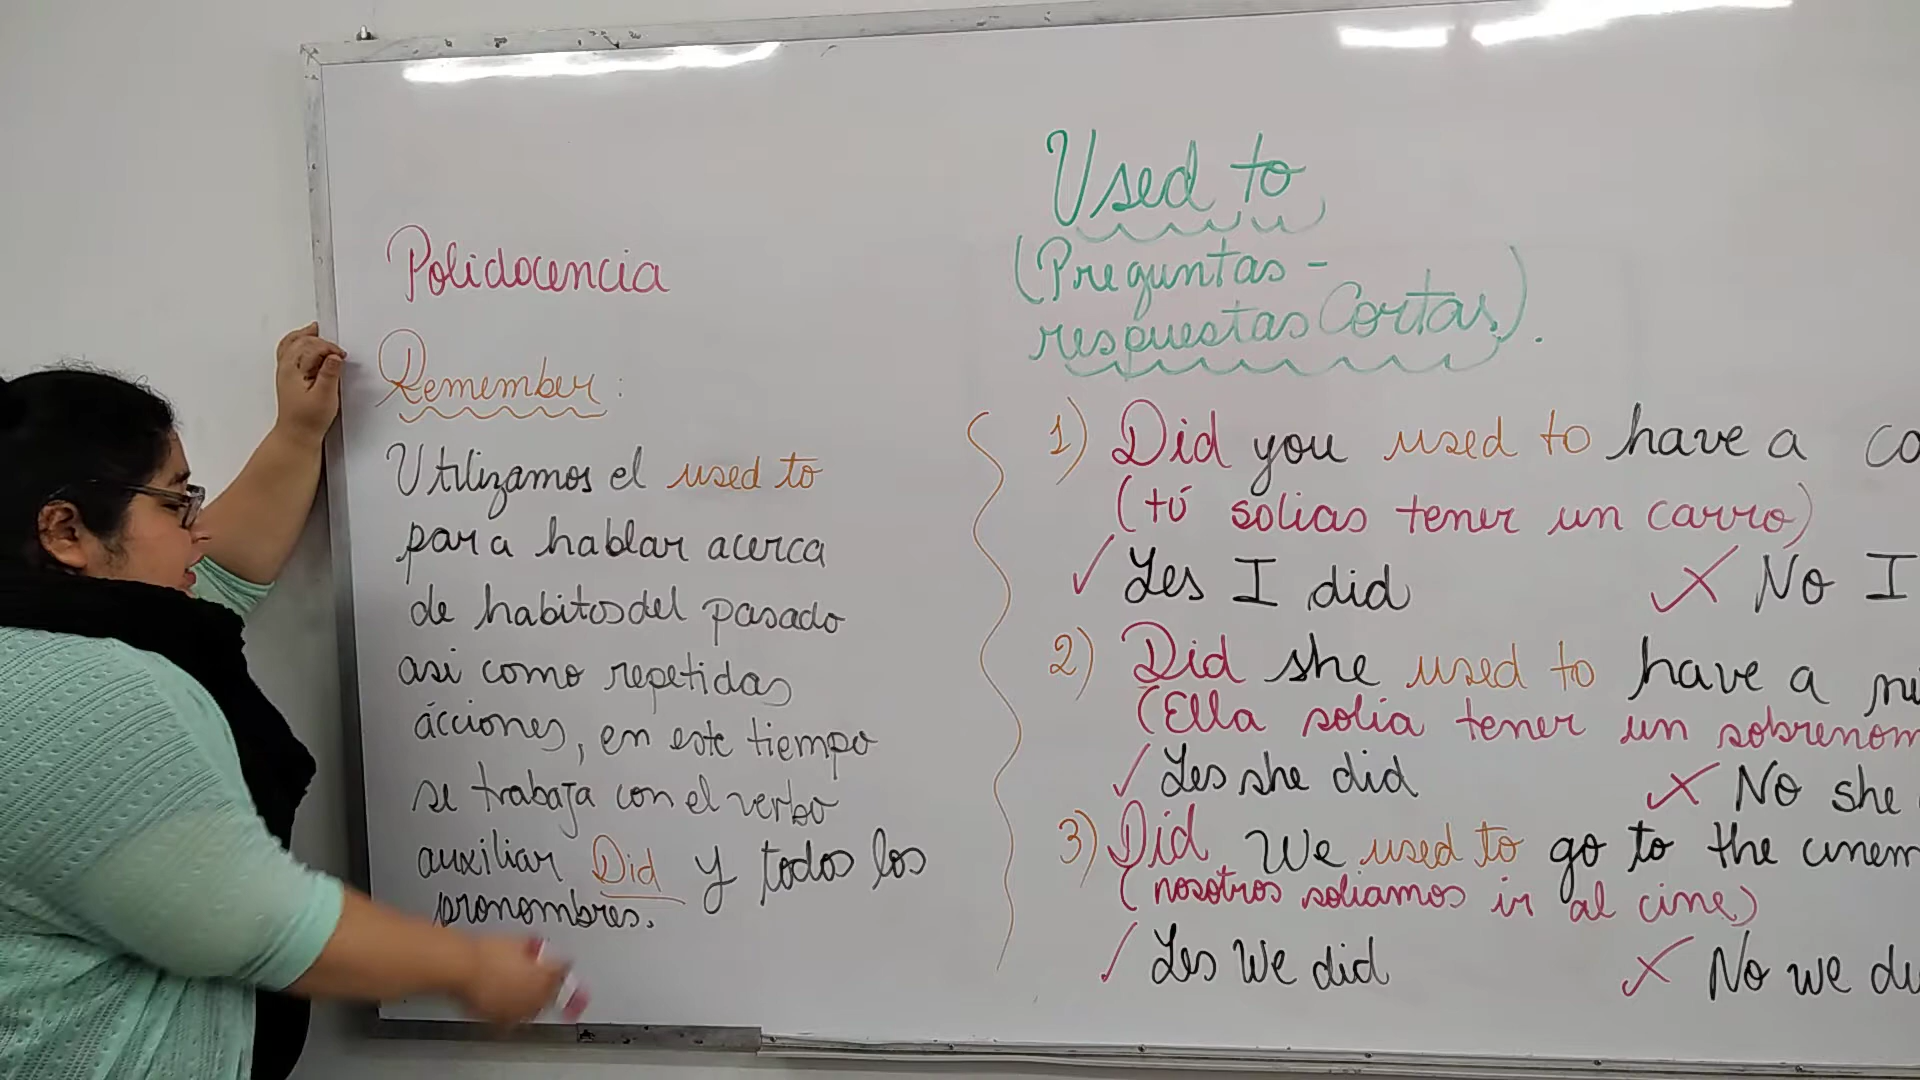 Polidocencia
Remember:
Utilizamos el used to
para hablar acerca
de habitos del pasado
asi como repetidas
acciones, en este tiempo
se trabaja con el verbo
auxiliar Did y todos los
pronombres.
Used to
(Preguntas -
respuestas Cortas).
1) Did you used to have a
(tú solias tener un carro)
✓ Yes I did ✗ No I
2) Did she used to have a
(Ella solia tener un
✓ Yes she did ✗ No she
3) Did We used to go to the
(nosotros soliamos ir al cine)
✓ Yes We did ✗ No we